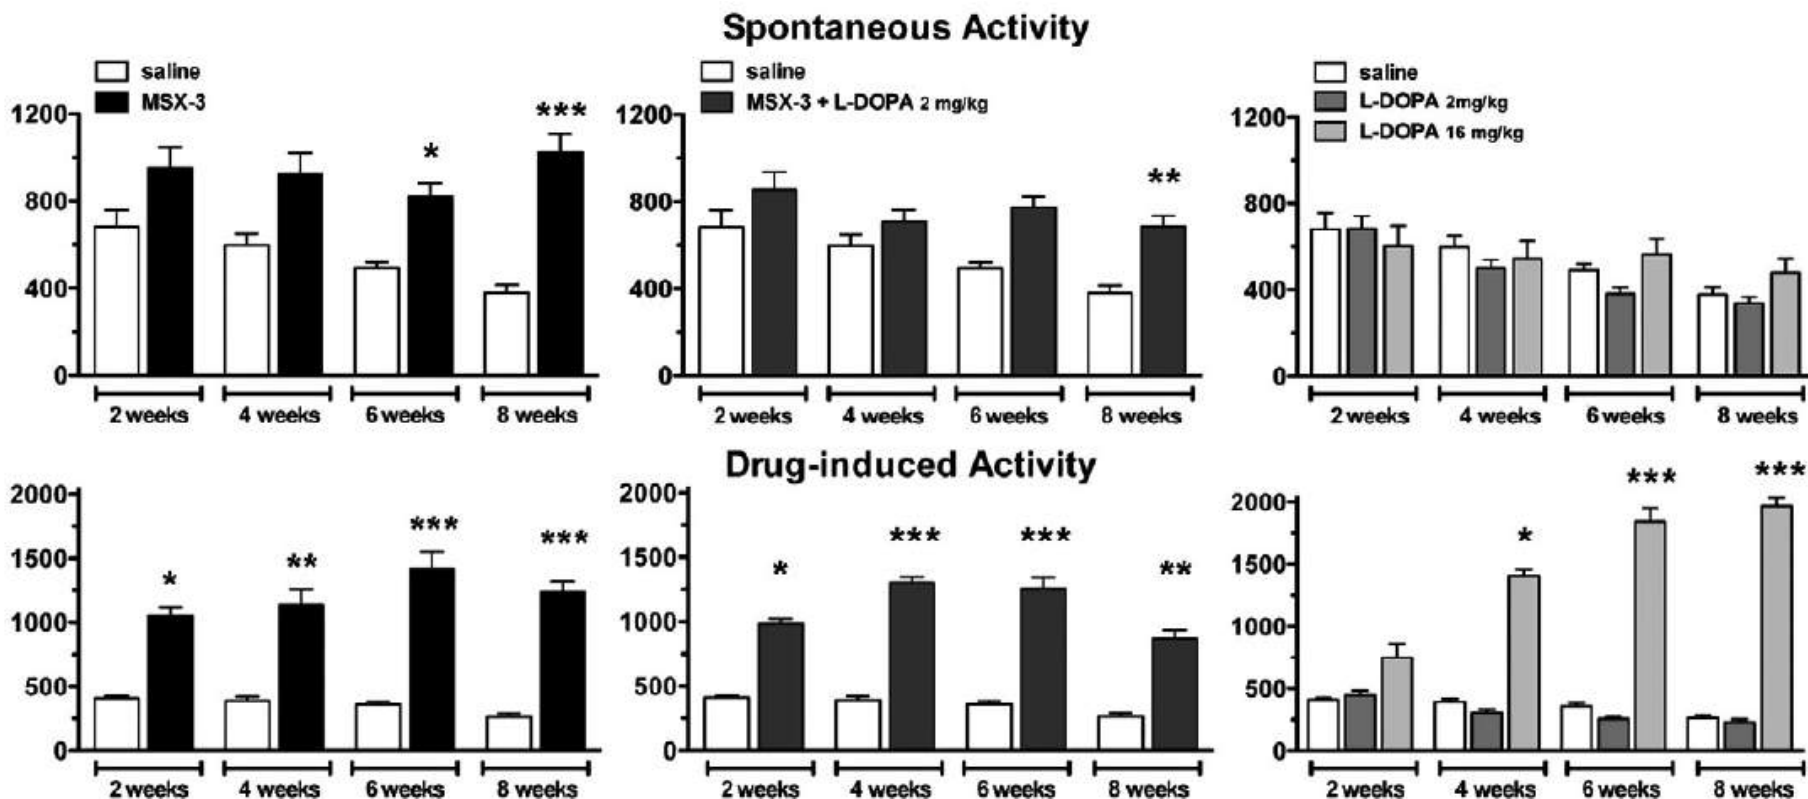 Spontaneous Activity
saline
MSX-3
1200
800
400
0
*
***
2 weeks
4 weeks
6 weeks
8 weeks
saline
MSX-3 + L-DOPA 2 mg/kg
1200
800
400
0
**
2 weeks
4 weeks
6 weeks
8 weeks
saline
L-DOPA 2mg/kg
L-DOPA 16 mg/kg
1200
800
400
0
2 weeks
4 weeks
6 weeks
8 weeks
Drug-induced Activity
2000
1500
1000
500
0
*
**
***
***
2 weeks
4 weeks
6 weeks
8 weeks
2000
1500
1000
500
0
*
***
***
**
2 weeks
4 weeks
6 weeks
8 weeks
2000
1500
1000
500
0
*
***
***
2 weeks
4 weeks
6 weeks
8 weeks